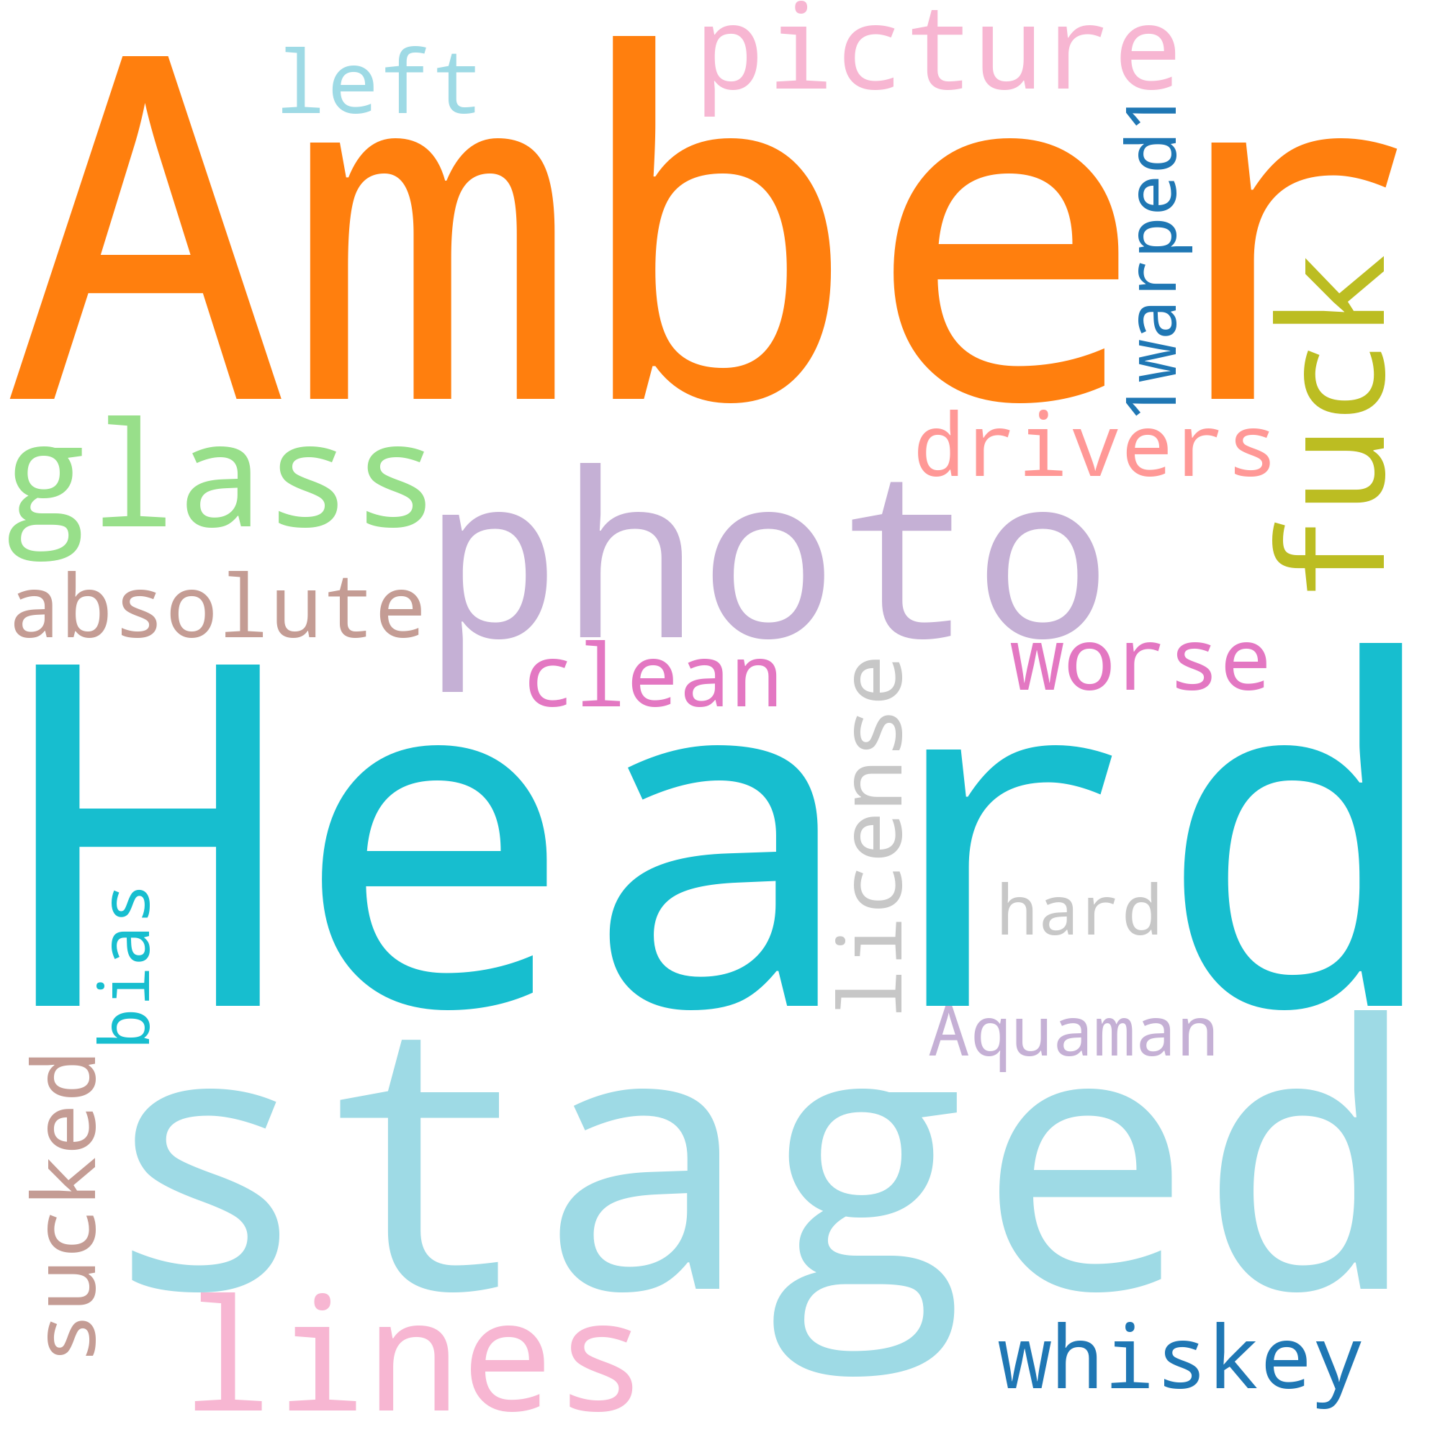 picture
left
Amber
1warped1
fuck
drivers
glass
photo
absolute
clean
worse
license
Heard
hard
bias
Aquaman
staged
sucked
lines
whiskey